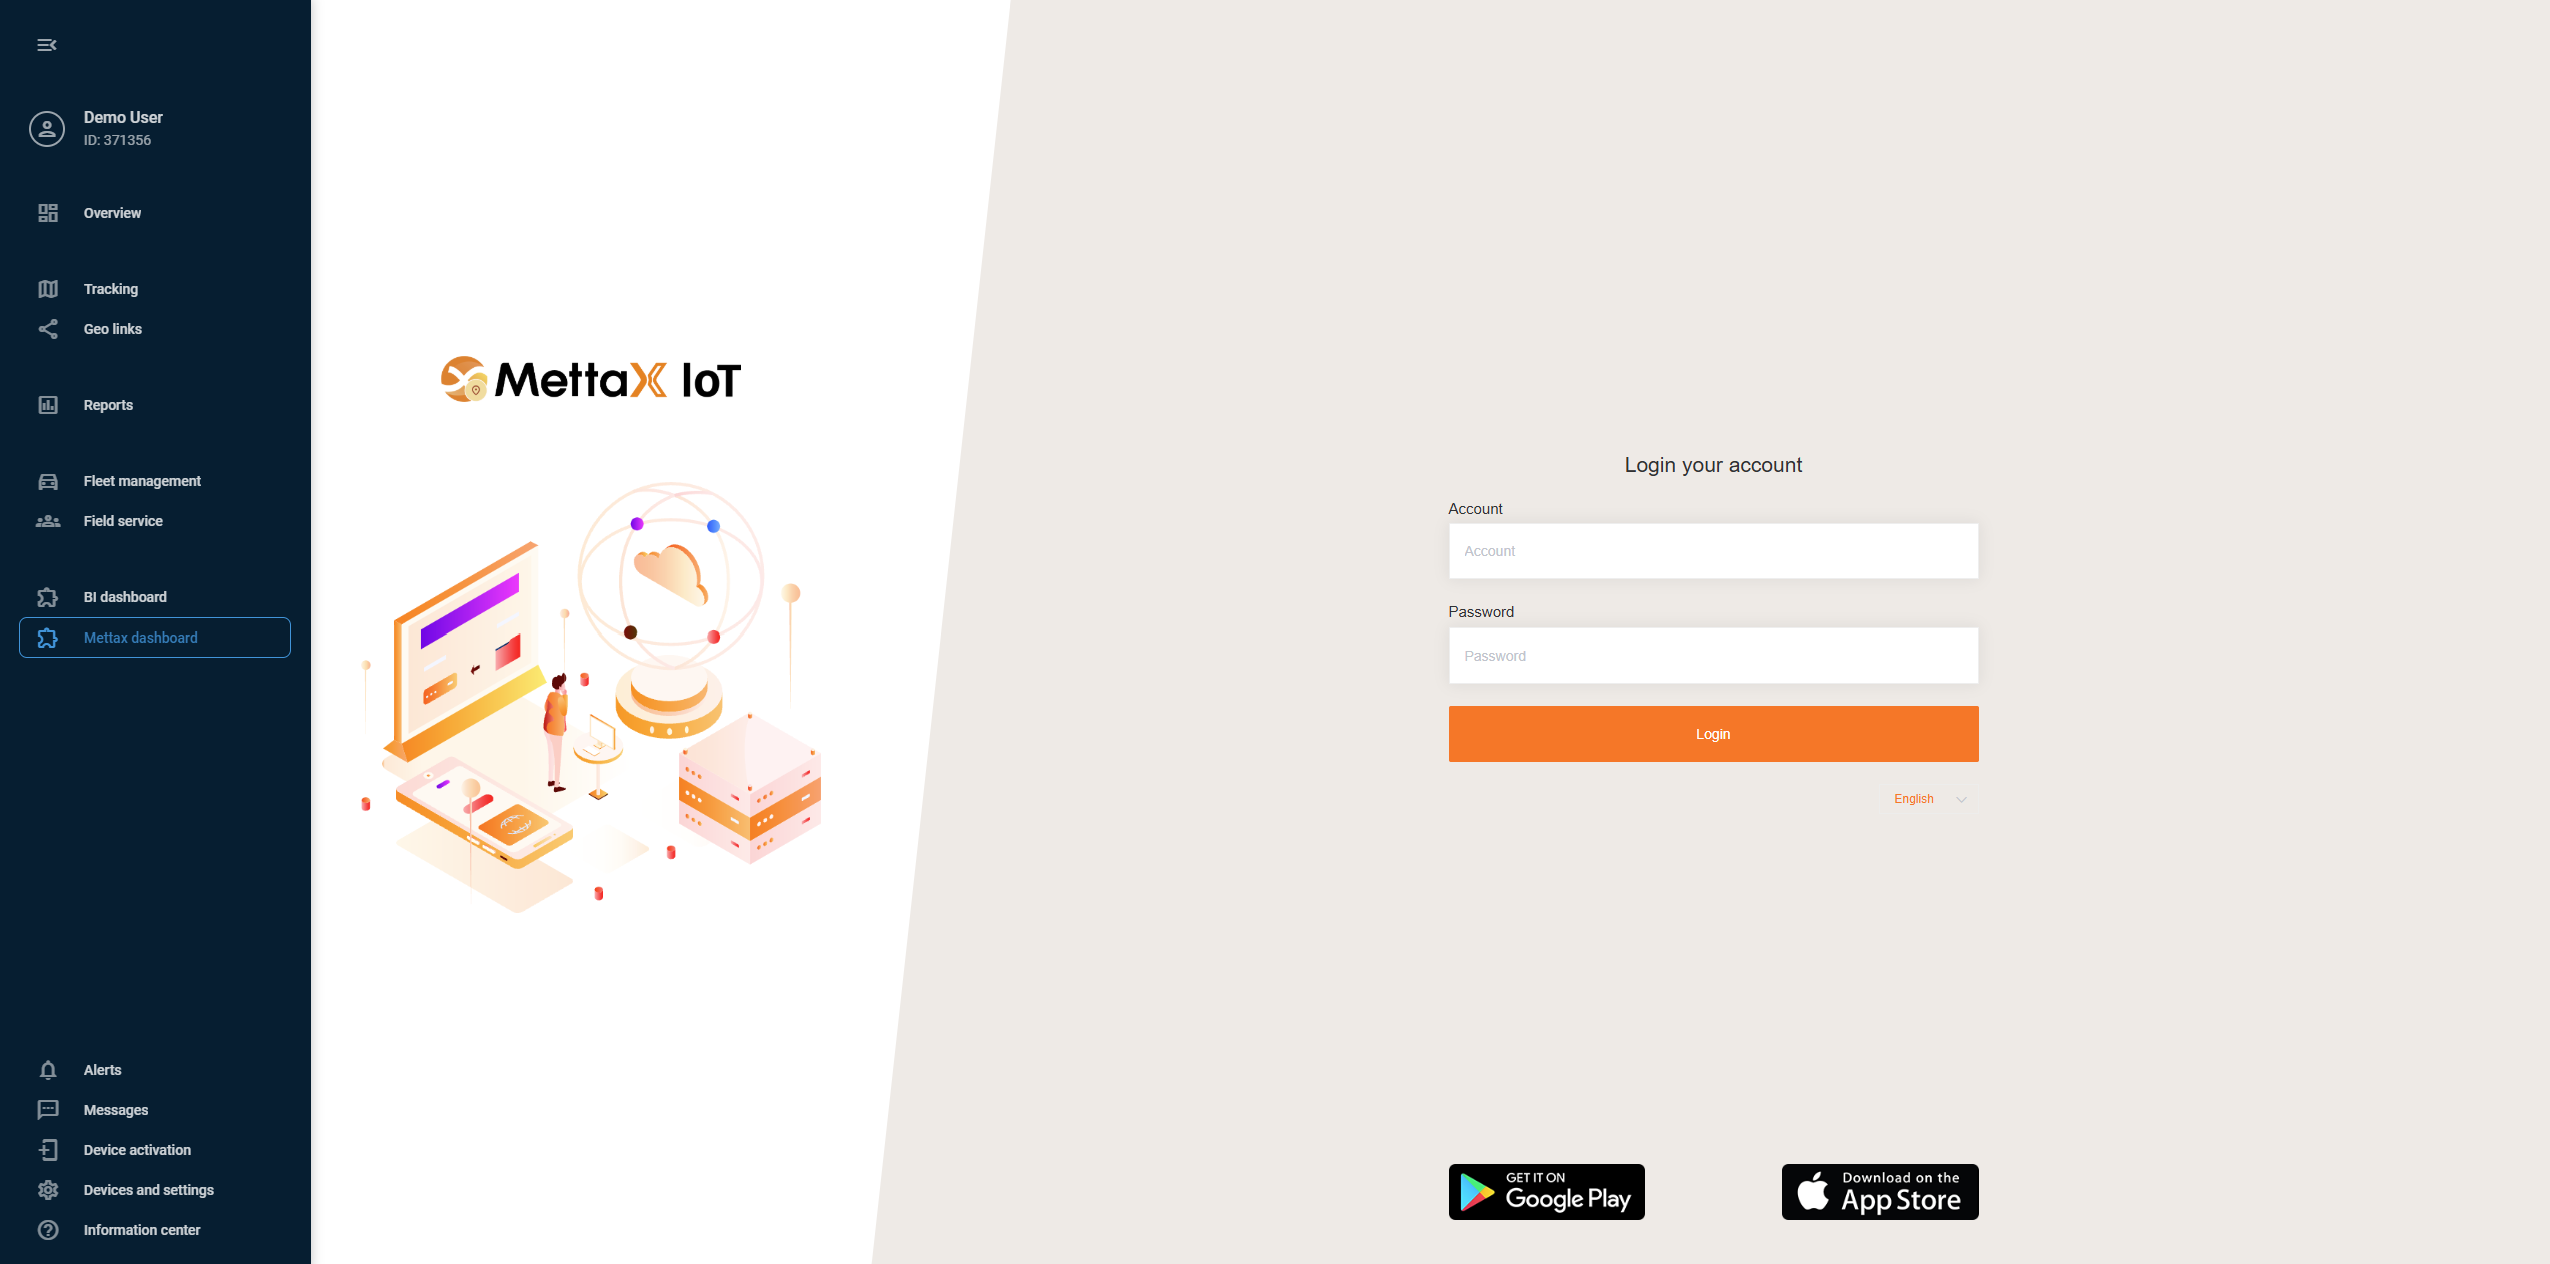 Demo User
ID: 371356
Overview
Tracking
Geo links
Reports
Fleet management
Field service
BI dashboard
Mettax dashboard
Alerts
Messages
Device activation
Devices and settings
Information center
MettaX IoT
Login your account
Account
Account
Password
Password
Login
English
GET IT ON
Google Play
Download on the
App Store